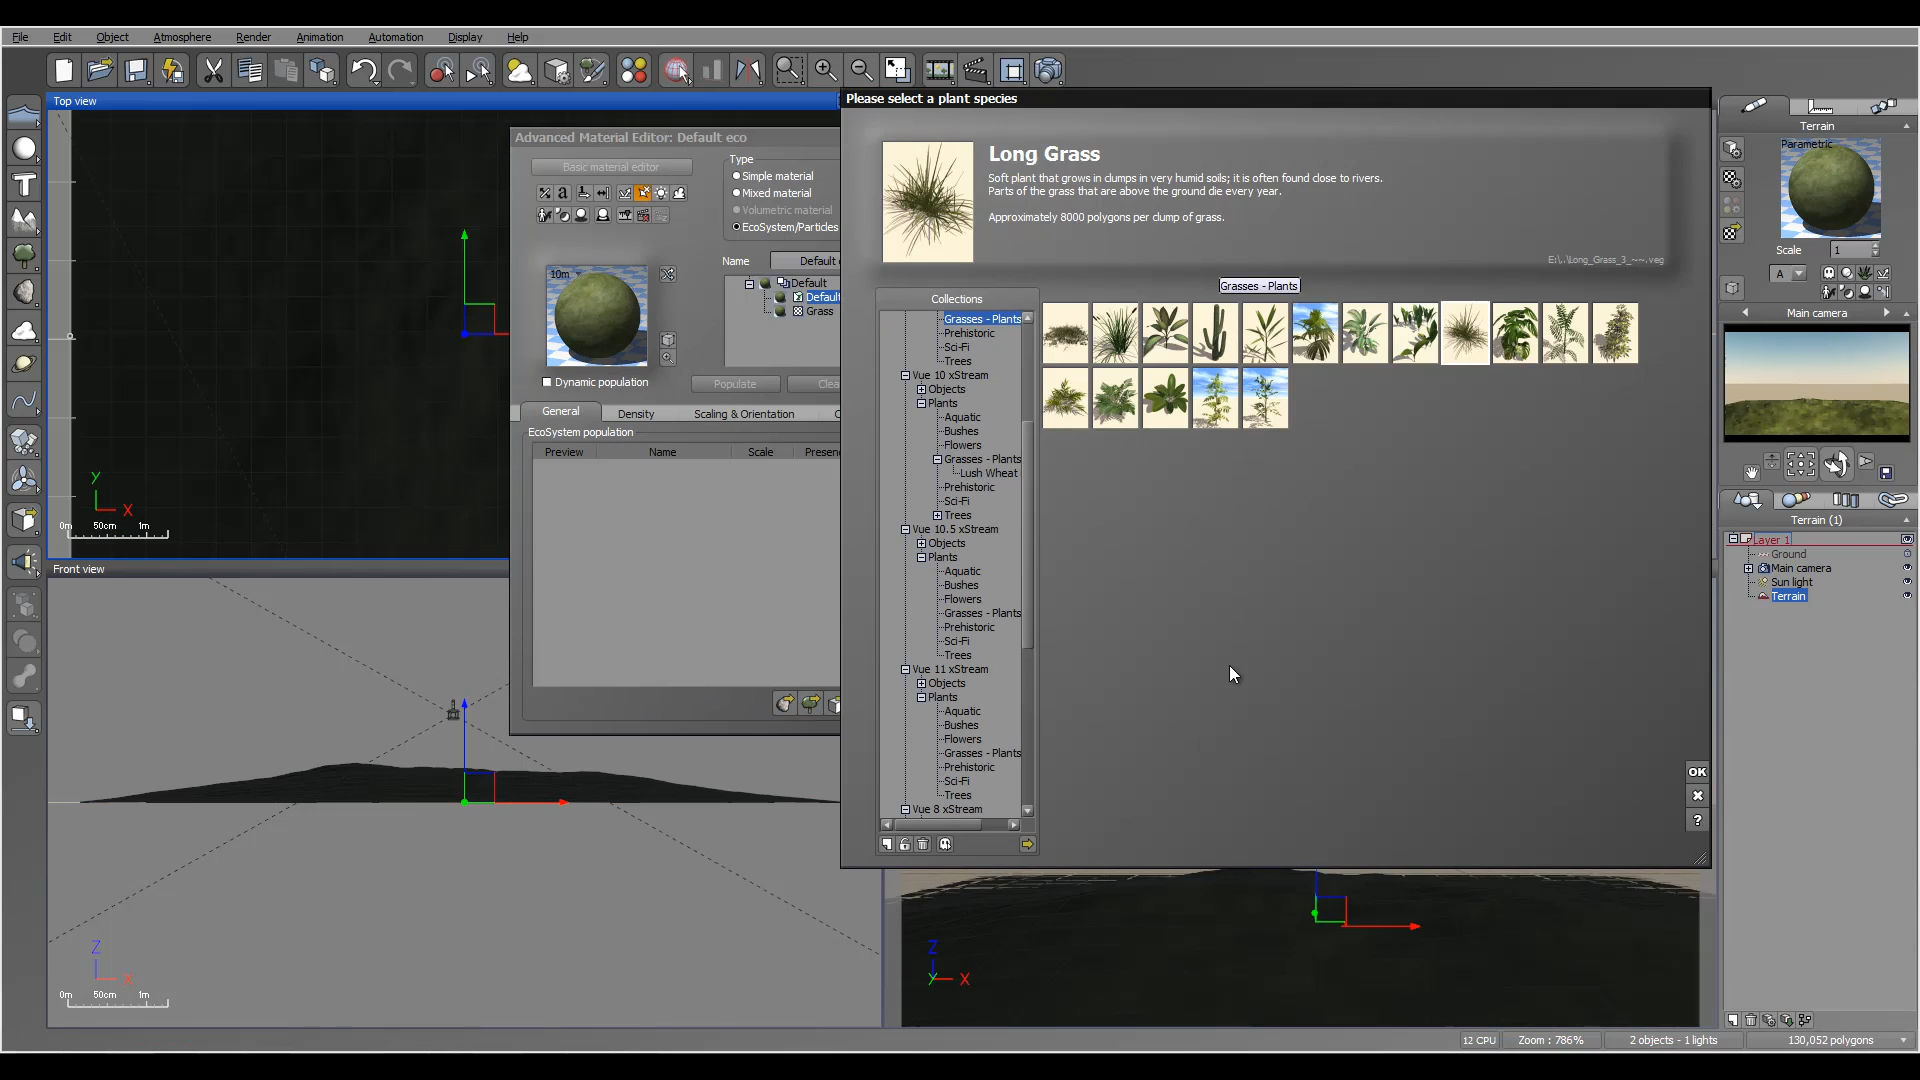 File Edit Object Atmosphere Render Animation Automation Display Help
Top view
Please select a plant species
Advanced Material Editor: Default eco
Basic material editor
Type
Simple material
Mixed material
Volumetric material
EcoSystem/Particles
Name
Default
Default
Grass
10m
Dynamic population
Populate
General
Density
Scaling & Orientation
EcoSystem population
Preview Name Scale
Long Grass
Soft plant that grows in clumps in very humid soils; it is often found close to rivers.
Parts of the grass that are above the ground die every year.
Approximately 8000 polygons per clump of grass.
E:\..\Long_Grass_3_~~.veg
Grasses - Plants
Collections
Grasses - Plants
Prehistoric
Sci-Fi
Trees
Vue 10 xStream
Objects
Plants
Aquatic
Bushes
Flowers
Grasses - Plants
Lush Wheat
Prehistoric
Sci-Fi
Trees
Vue 10.5 xStream
Objects
Plants
Aquatic
Bushes
Flowers
Grasses - Plants
Prehistoric
Sci-Fi
Trees
Vue 11 xStream
Objects
Plants
Aquatic
Bushes
Flowers
Grasses - Plants
Prehistoric
Sci-Fi
Trees
Vue 8 xStream
OK
?
Y
X
0m 50cm 1m
Front view
Z
X
0m 50cm 1m
Z
Y X
Terrain
Parametric
Scale 1
A
Main camera
Terrain (1)
Layer 1
Ground
Main camera
Sun light
Terrain
12 CPU
Zoom : 786%
2 objects - 1 lights
130,052 polygons